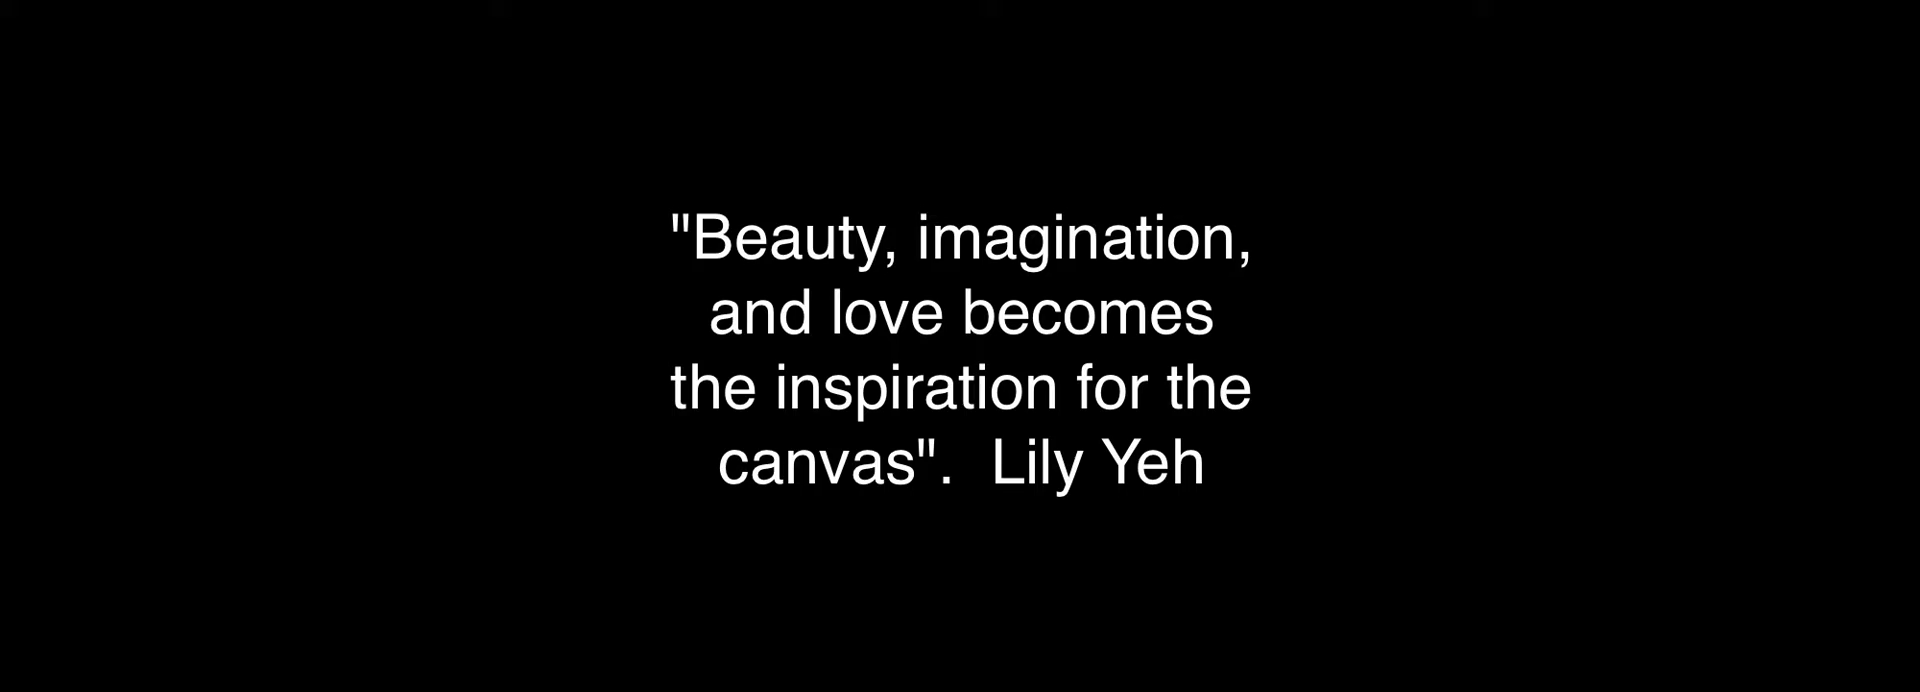 "Beauty, imagination,
and love becomes
the inspiration for the
canvas".  Lily Yeh